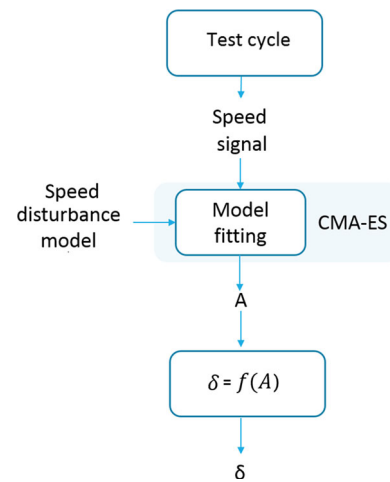 Test cycle
Speed
signal
Speed
disturbance
model
Model
fitting
CMA-ES
A
δ = f(A)
δ